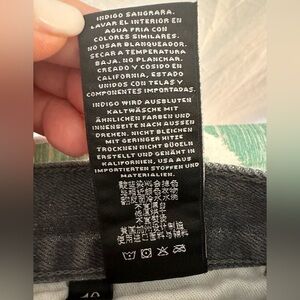 INDIGO SANGRARA.
LAVAR EL INTERIOR EN
AGUA FRIA CON
COLORES SIMILARES.
NO USAR BLANQUEADOR.
SECAR A TEMPERATURA
BAJA. NO PLANCHAR.
CREADO Y COSIDO EN
CALIFORNIA, ESTADO
UNIDOS CON TELAS Y
COMPONENTES IMPORTADAS.
INDIGO WIRD AUSBLUTEN
KALTWÄSCHE MIT
ÄHNLICHEN FARBEN UND
INNENSEITE NACH AUSSEN
DREHEN. NICHT BLEICHEN
MIT GERINGER HITZE
TROCKNEN NICHT BÜGELN
ERSTELLT UND GENÄHT IN
KALIFORNIEN, USA AUS
IMPORTIERTEN STOFFEN UND
MATERIALIEN.